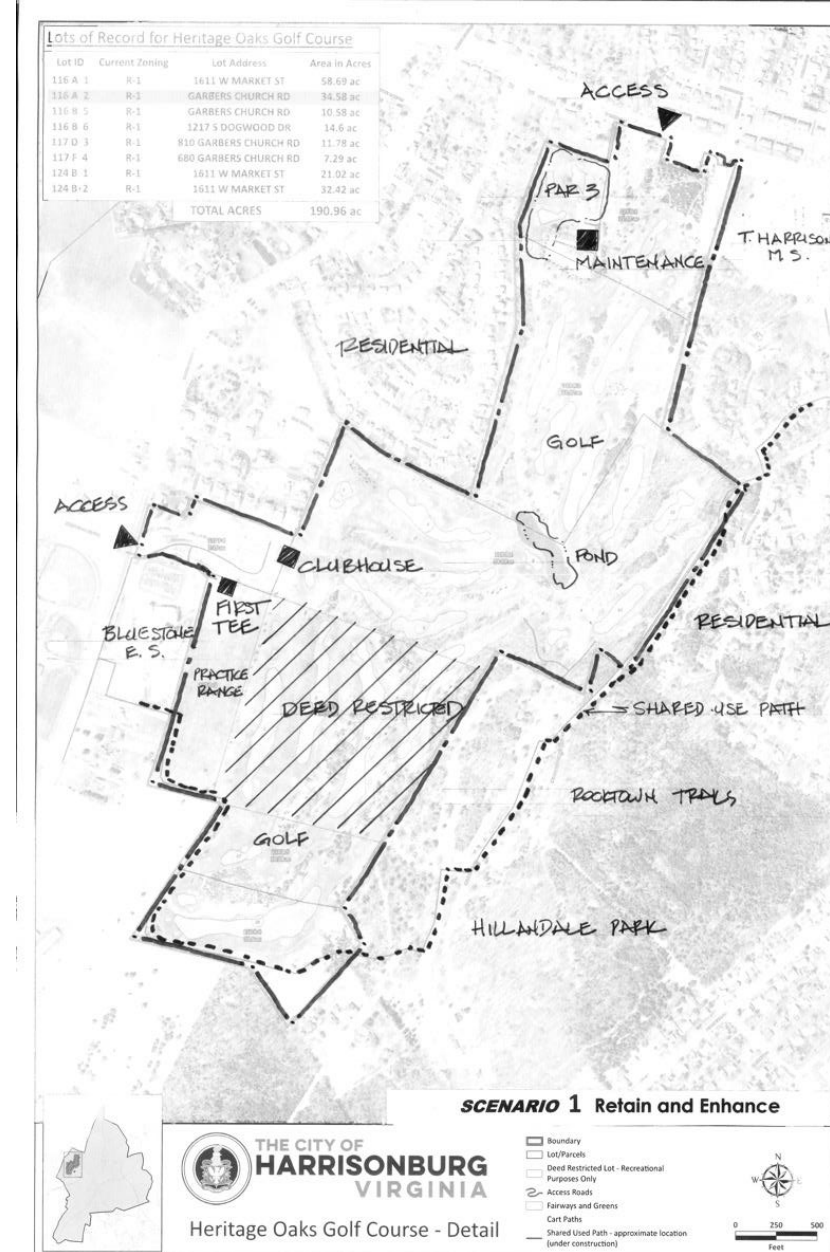 Lots of Record for Heritage Oaks Golf Course
Lot ID Current Zoning Lot Address Area in Acres
116 A 1 R-1 1611 W MARKET ST 58.69 ac
116 A 2 R-1 GARBERS CHURCH RD 34.58 ac
116 B 5 R-1 GARBERS CHURCH RD 10.58 ac
116 B 6 R-1 1217 S DOGWOOD DR 14.6 ac
117 D 3 R-1 810 GARBERS CHURCH RD 11.78 ac
117 F 4 R-1 680 GARBERS CHURCH RD 7.29 ac
124 B 1 R-1 1611 W MARKET ST 21.02 ac
124 B 2 R-1 1611 W MARKET ST 32.42 ac
TOTAL ACRES 190.96 ac
ACCESS
PAR 3
MAINTENANCE
T. HARRISON
M.S.
RESIDENTIAL
GOLF
ACCESS
POND
CLUBHOUSE
FIRST
TEE
BLUESTONE
E.S.
RESIDENTIAL
PRACTICE
RANGE
DEED RESTRICTED
SHARED USE PATH
ROCKTOWN TRAILS
GOLF
HILLANDALE PARK
SCENARIO 1 Retain and Enhance
THE CITY OF
HARRISONBURG
VIRGINIA
Heritage Oaks Golf Course - Detail
Boundary
Lot/Parcels
Deed Restricted Lot - Recreational
Purposes Only
Access Roads
Fairways and Greens
Cart Paths
Shared Used Path - approximate location
(under construction)
N
W E
S
0 250 500
Feet